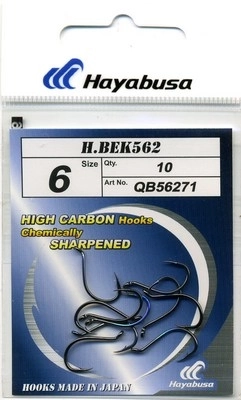 Hayabusa
H.BEK562
6 Size Qty. 10
Art No. QB56271
HIGH CARBON Hooks
Chemically
SHARPENED
HOOKS MADE IN JAPAN
Hayabusa